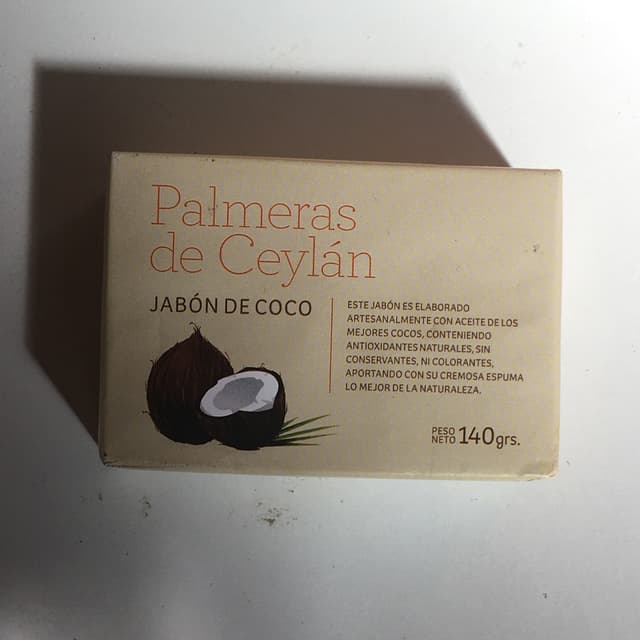 Palmeras
de Ceylán
JABÓN DE COCO
ESTE JABÓN ES ELABORADO
ARTESANALMENTE CON ACEITE DE LOS
MEJORES COCOS, CONTENIENDO
ANTIOXIDANTES NATURALES, SIN
CONSERVANTES, NI COLORANTES,
APORTANDO CON SU CREMOSA ESPUMA
LO MEJOR DE LA NATURALEZA.
PESO
NETO 140grs.